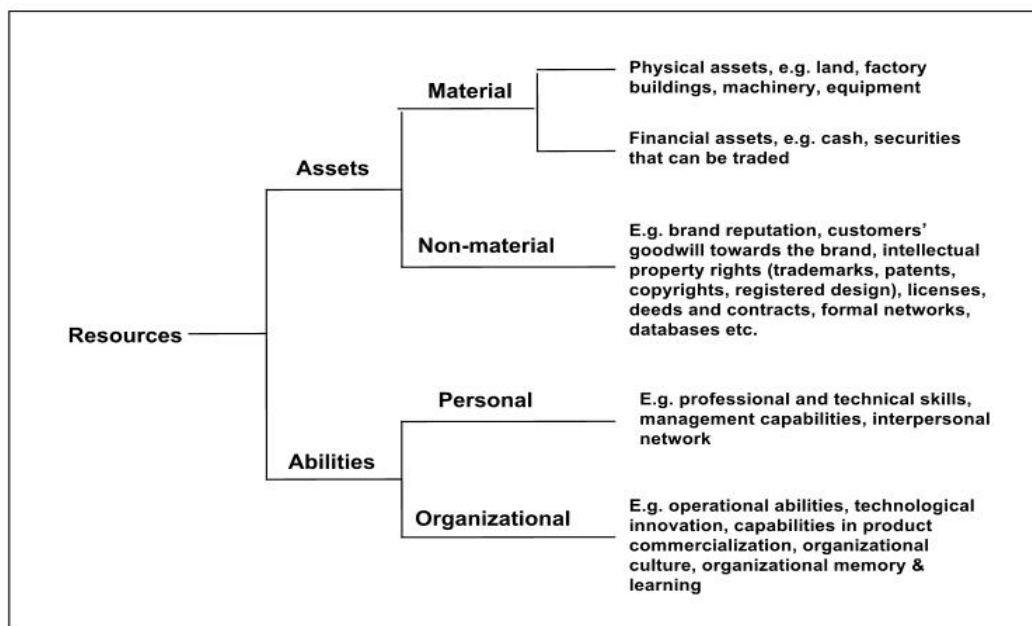 Physical assets, e.g. land, factory
buildings, machinery, equipment
Material
Financial assets, e.g. cash, securities
that can be traded
Assets
Non-material
E.g. brand reputation, customers’
goodwill towards the brand, intellectual
property rights (trademarks, patents,
copyrights, registered design), licenses,
deeds and contracts, formal networks,
databases etc.
Resources
Personal
E.g. professional and technical skills,
management capabilities, interpersonal
network
Abilities
Organizational
E.g. operational abilities, technological
innovation, capabilities in product
commercialization, organizational
culture, organizational memory &
learning